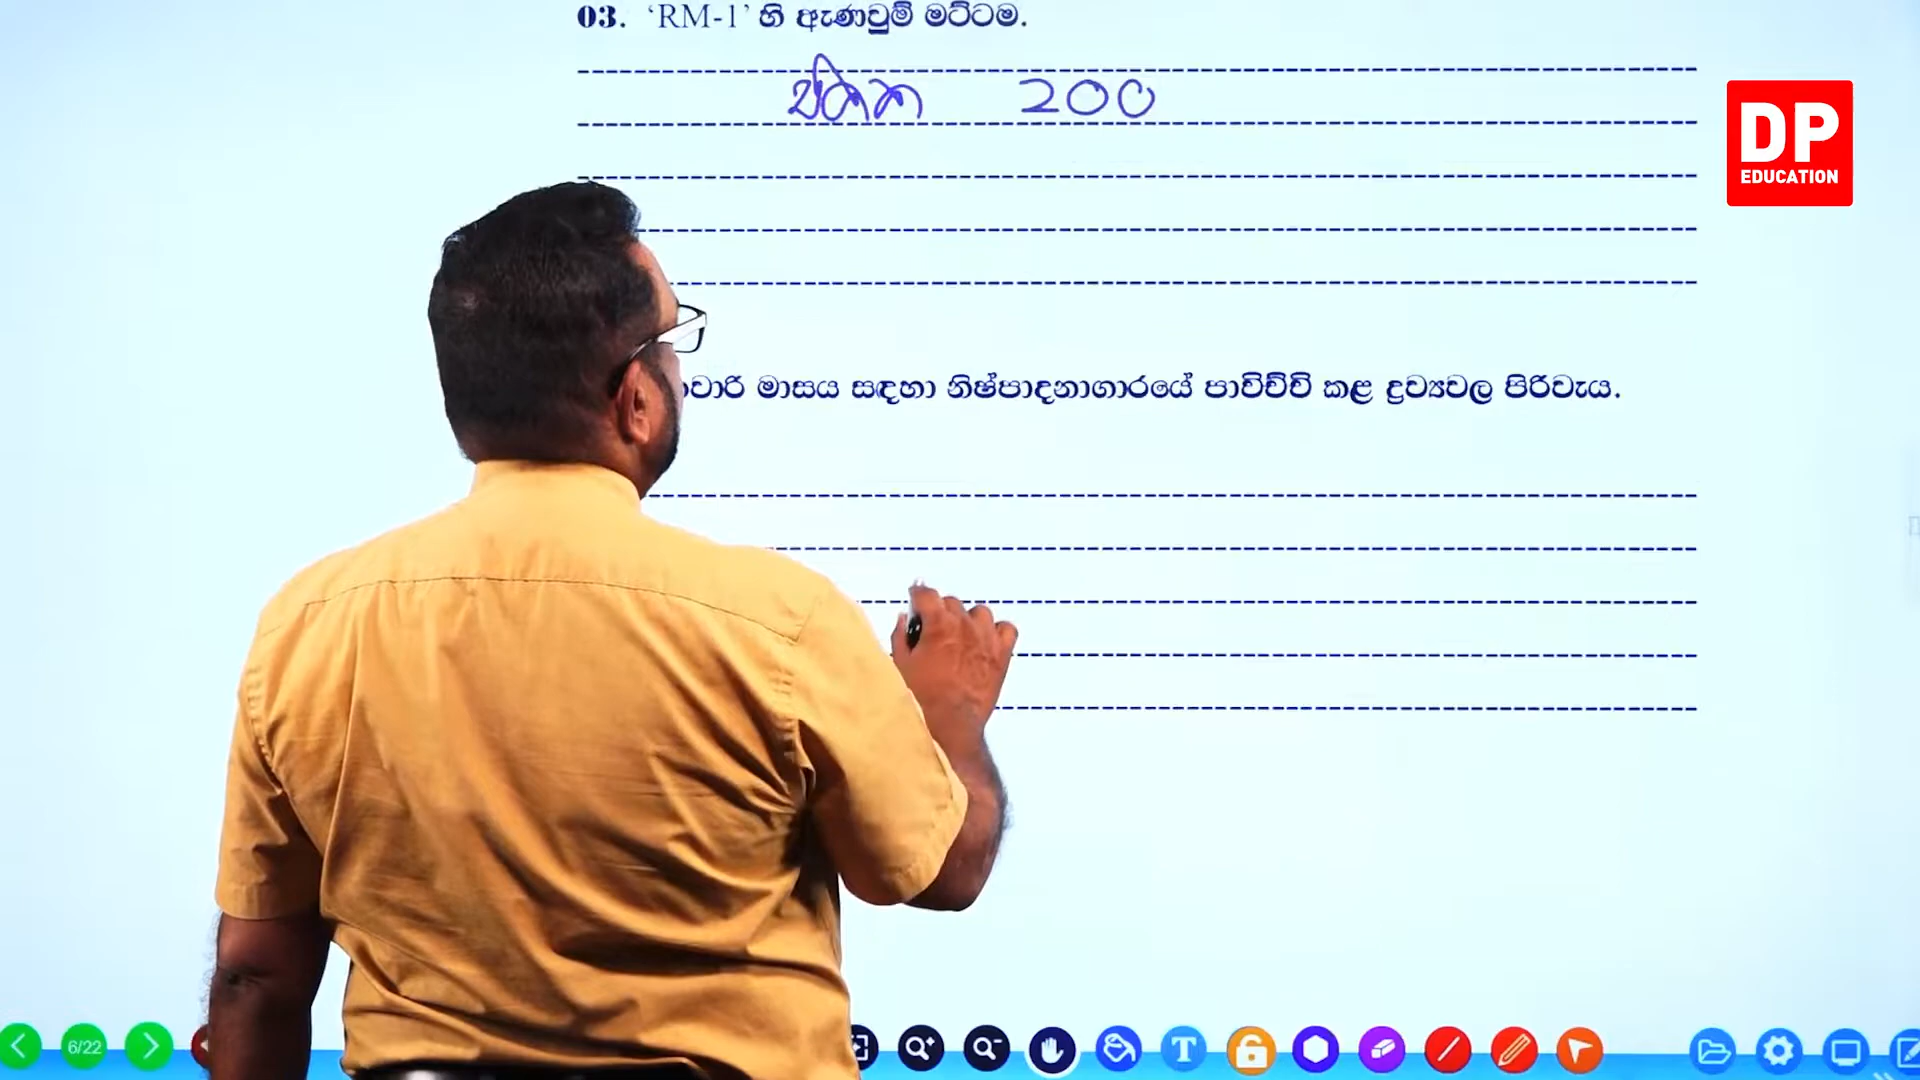 03. ‘RM-1’ හි ඇණවුම් මට්ටම.
ඒකක 200
DP
EDUCATION
මාසය සඳහා නිෂ්පාදනාගාරයේ පාවිච්චි කළ ද්‍රව්‍යවල පිරිවැය.
6/22
T